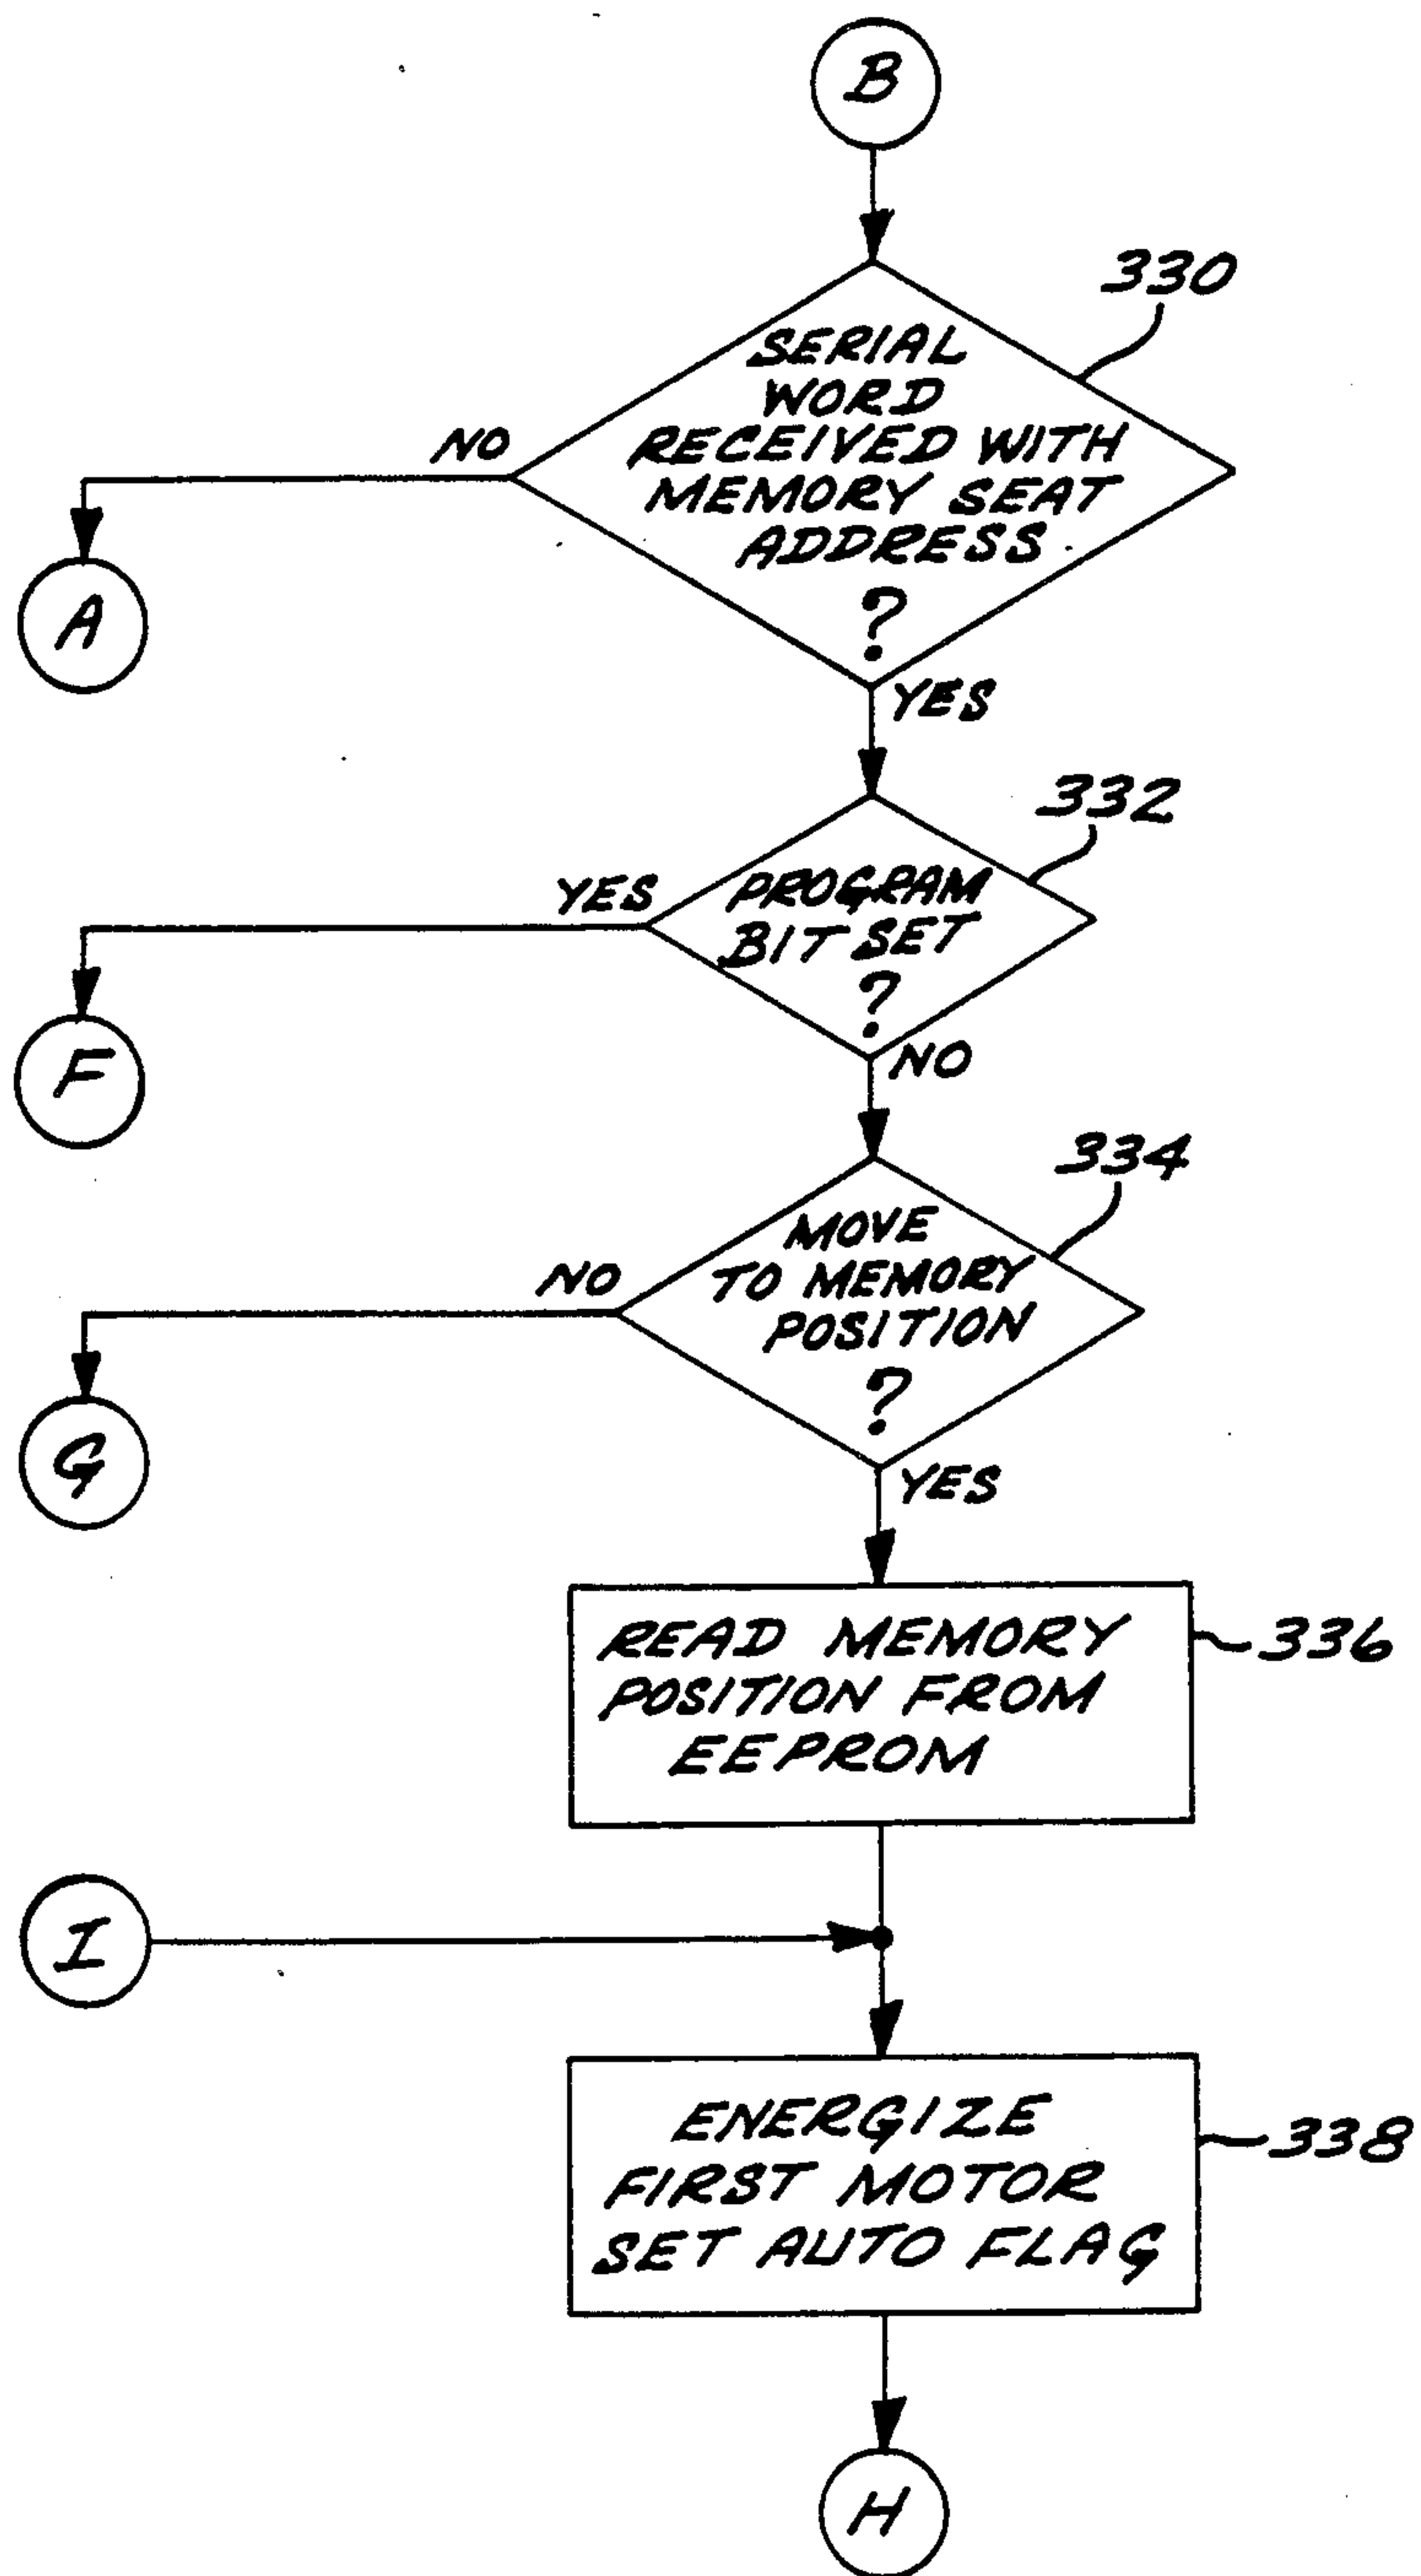 B
330
SERIAL
WORD
RECEIVED WITH
MEMORY SEAT
ADDRESS
?
NO
A
YES
332
PROGRAM
BIT SET
?
YES
F
NO
334
MOVE
TO MEMORY
POSITION
?
NO
G
YES
READ MEMORY
POSITION FROM
EEPROM
336
I
ENERGIZE
FIRST MOTOR
SET AUTO FLAG
338
H